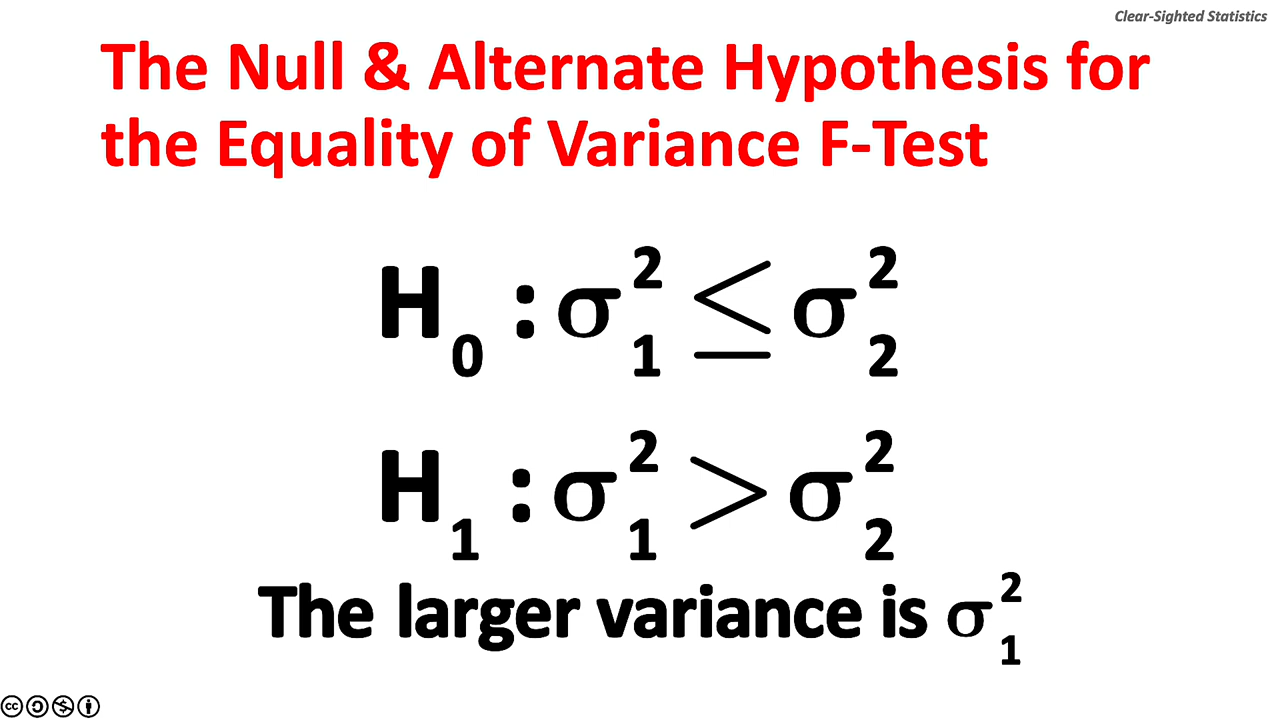 Clear-Sighted Statistics
The Null & Alternate Hypothesis for
the Equality of Variance F-Test
H₀ : σ₁² ≤ σ₂²
H₁ : σ₁² > σ₂²
The larger variance is σ₁²